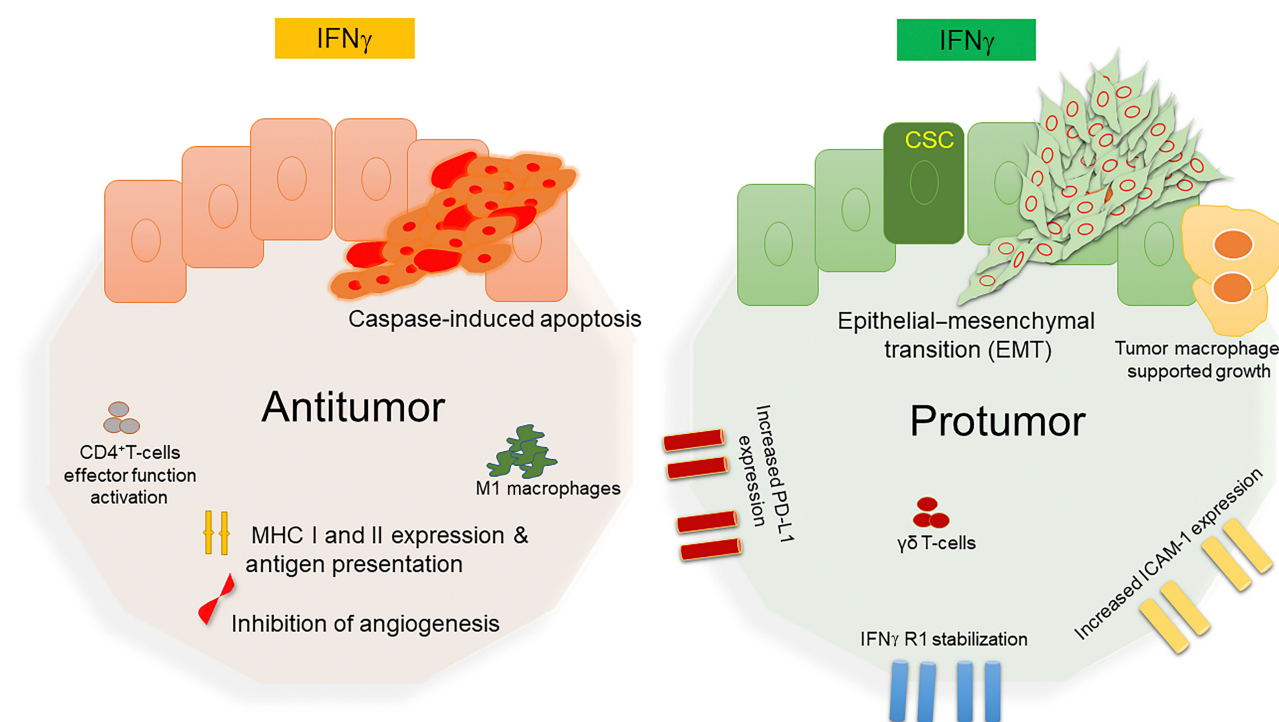 IFNγ
Caspase-induced apoptosis
Antitumor
CD4⁺T-cells
effector function
activation
M1 macrophages
MHC I and II expression &
antigen presentation
Inhibition of angiogenesis
IFNγ
CSC
Epithelial–mesenchymal
transition (EMT)
Tumor macrophage
supported growth
Protumor
Increased PD-L1
expression
γδ T-cells
Increased ICAM-1 expression
IFNγ R1 stabilization